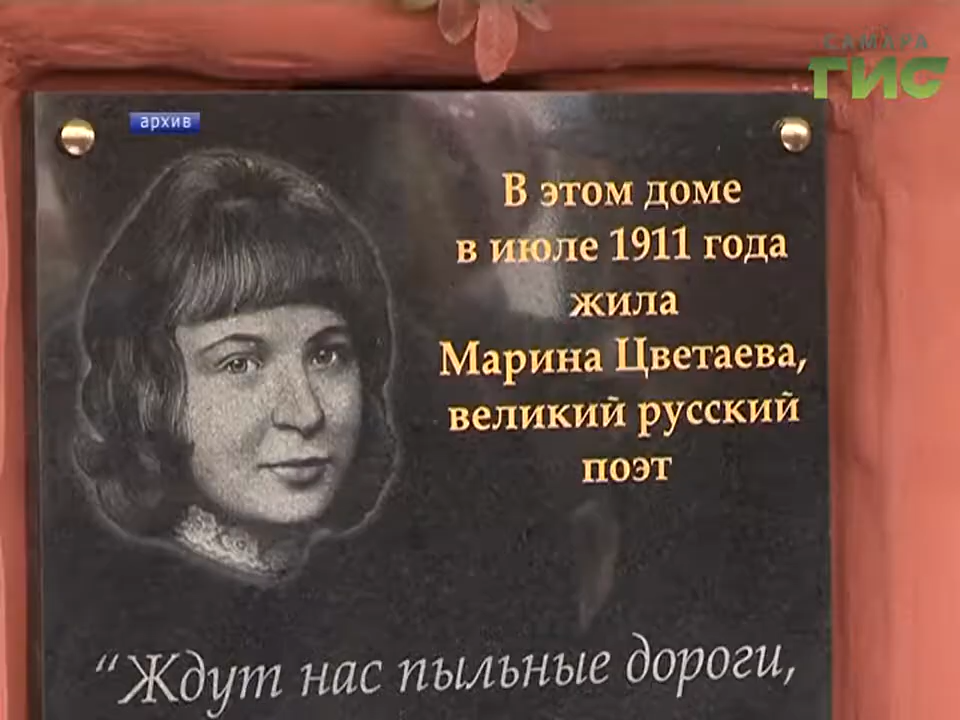 САМАРА
ГИС
архив
В этом доме
в июле 1911 года
жила
Марина Цветаева,
великий русский
поэт
“Ждут нас пыльные дороги,